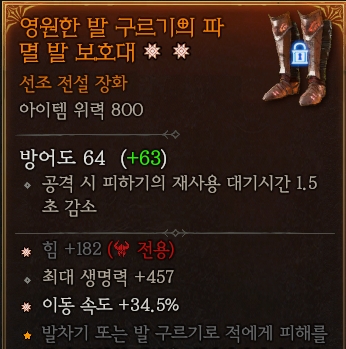 영원한 발 구르기의 파
멸 발 보호대
선조 전설 장화
아이템 위력 800
방어도 64 (+63)
공격 시 피하기의 재사용 대기시간 1.5
초 감소
힘 +182 (전용)
최대 생명력 +457
이동 속도 +34.5%
발차기 또는 발 구르기로 적에게 피해를